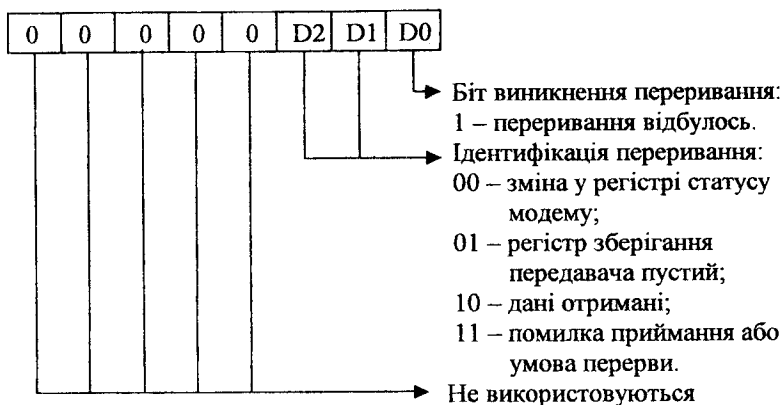 0 0 0 0 0 D2 D1 D0
Біт виникнення переривання:
1 – переривання відбулось.
Ідентифікація переривання:
00 – зміна у регістрі статусу
модему;
01 – регістр зберігання
передавача пустий;
10 – дані отримані;
11 – помилка приймання або
умова перерви.
Не використовуються